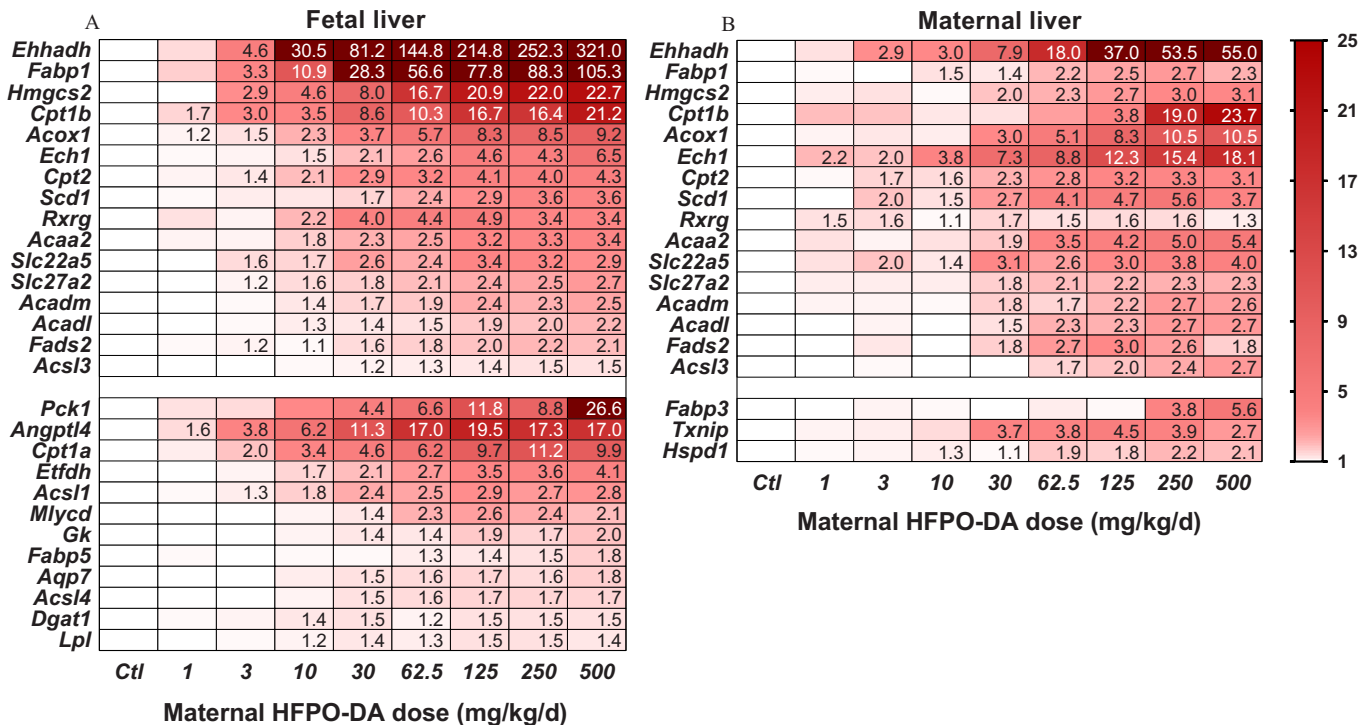 A
Fetal liver
Ehhadh 4.6 30.5 81.2 144.8 214.8 252.3 321.0
Fabp1 3.3 10.9 28.3 56.6 77.8 88.3 105.3
Hmgcs2 2.9 4.6 8.0 16.7 20.9 22.0 22.7
Cpt1b 1.7 3.0 3.5 8.6 10.3 16.7 16.4 21.2
Acox1 1.2 1.5 2.3 3.7 5.7 8.3 8.5 9.2
Ech1 1.5 2.1 2.6 4.6 4.3 6.5
Cpt2 1.4 2.1 2.9 3.2 4.1 4.0 4.3
Scd1 1.7 2.4 2.9 3.6 3.6
Rxrg 2.2 4.0 4.4 4.9 3.4 3.4
Acaa2 1.8 2.3 2.5 3.2 3.3 3.4
Slc22a5 1.6 1.7 2.6 2.4 3.4 3.2 2.9
Slc27a2 1.2 1.6 1.8 2.1 2.4 2.5 2.7
Acadm 1.4 1.7 1.9 2.4 2.3 2.5
Acadl 1.3 1.4 1.5 1.9 2.0 2.2
Fads2 1.2 1.1 1.6 1.8 2.0 2.2 2.1
Acsl3 1.2 1.3 1.4 1.5 1.5
Pck1 4.4 6.6 11.8 8.8 26.6
Angptl4 1.6 3.8 6.2 11.3 17.0 19.5 17.3 17.0
Cpt1a 2.0 3.4 4.6 6.2 9.7 11.2 9.9
Etfdh 1.7 2.1 2.7 3.5 3.6 4.1
Acsl1 1.3 1.8 2.4 2.5 2.9 2.7 2.8
Mlycd 1.4 2.3 2.6 2.4 2.1
Gk 1.4 1.4 1.9 1.7 2.0
Fabp5 1.3 1.4 1.5 1.8
Aqp7 1.5 1.6 1.7 1.6 1.8
Acsl4 1.5 1.6 1.7 1.7 1.7
Dgat1 1.4 1.5 1.2 1.5 1.5 1.5
Lpl 1.2 1.4 1.3 1.5 1.5 1.4
Ctl 1 3 10 30 62.5 125 250 500
Maternal HFPO-DA dose (mg/kg/d)
B
Maternal liver
Ehhadh 2.9 3.0 7.9 18.0 37.0 53.5 55.0
Fabp1 1.5 1.4 2.2 2.5 2.7 2.3
Hmgcs2 2.0 2.3 2.7 3.0 3.1
Cpt1b 3.8 19.0 23.7
Acox1 3.0 5.1 8.3 10.5 10.5
Ech1 2.2 2.0 3.8 7.3 8.8 12.3 15.4 18.1
Cpt2 1.7 1.6 2.3 2.8 3.2 3.3 3.1
Scd1 2.0 1.5 2.7 4.1 4.7 5.6 3.7
Rxrg 1.5 1.6 1.1 1.7 1.5 1.6 1.6 1.3
Acaa2 1.9 3.5 4.2 5.0 5.4
Slc22a5 2.0 1.4 3.1 2.6 3.0 3.8 4.0
Slc27a2 1.8 2.1 2.2 2.3 2.3
Acadm 1.8 1.7 2.2 2.7 2.6
Acadl 1.5 2.3 2.3 2.7 2.7
Fads2 1.8 2.7 3.0 2.6 1.8
Acsl3 1.7 2.0 2.4 2.7
Fabp3 3.8 5.6
Txnip 3.7 3.8 4.5 3.9 2.7
Hspd1 1.3 1.1 1.9 1.8 2.2 2.1
Ctl 1 3 10 30 62.5 125 250 500
Maternal HFPO-DA dose (mg/kg/d)
25
21
17
13
9
5
1